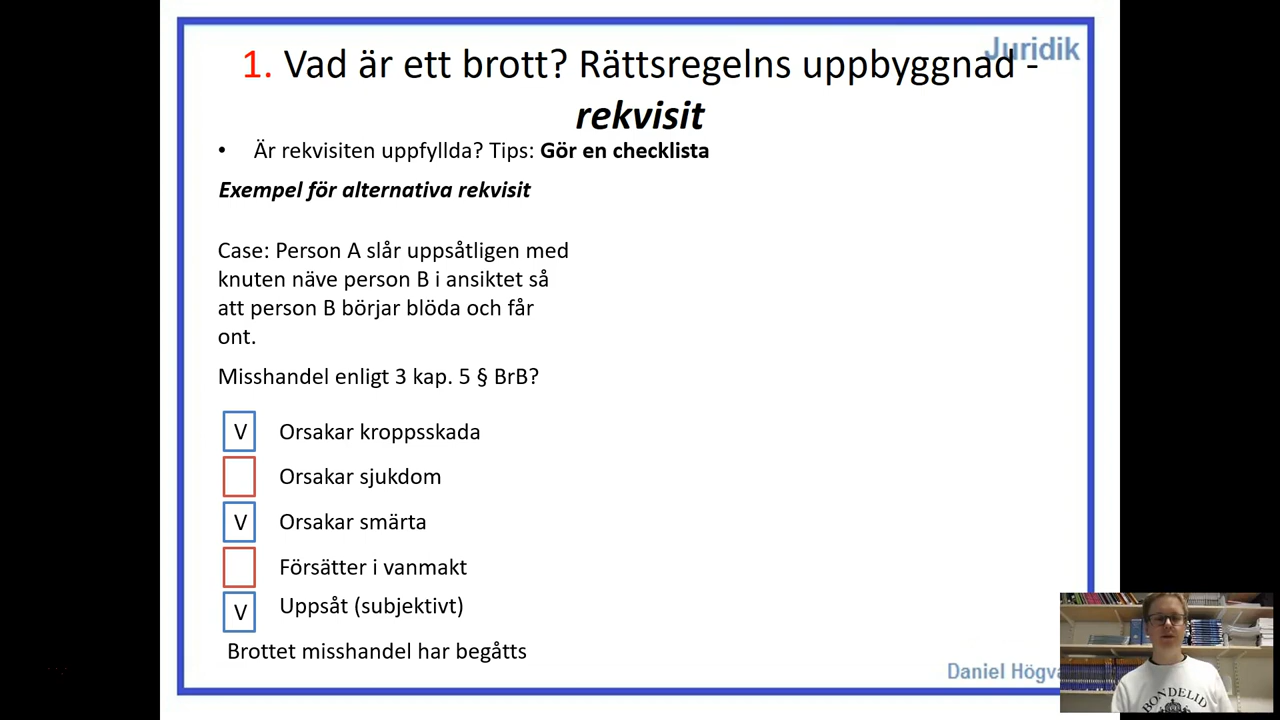 Juridik
1. Vad är ett brott? Rättsregelns uppbyggnad -
rekvisit
• Är rekvisiten uppfyllda? Tips: Gör en checklista
Exempel för alternativa rekvisit
Case: Person A slår uppsåtligen med
knuten näve person B i ansiktet så
att person B börjar blöda och får
ont.
Misshandel enligt 3 kap. 5 § BrB?
V Orsakar kroppsskada
Orsakar sjukdom
V Orsakar smärta
Försätter i vanmakt
V Uppsåt (subjektivt)
Brottet misshandel har begåtts
Daniel
BONDELID